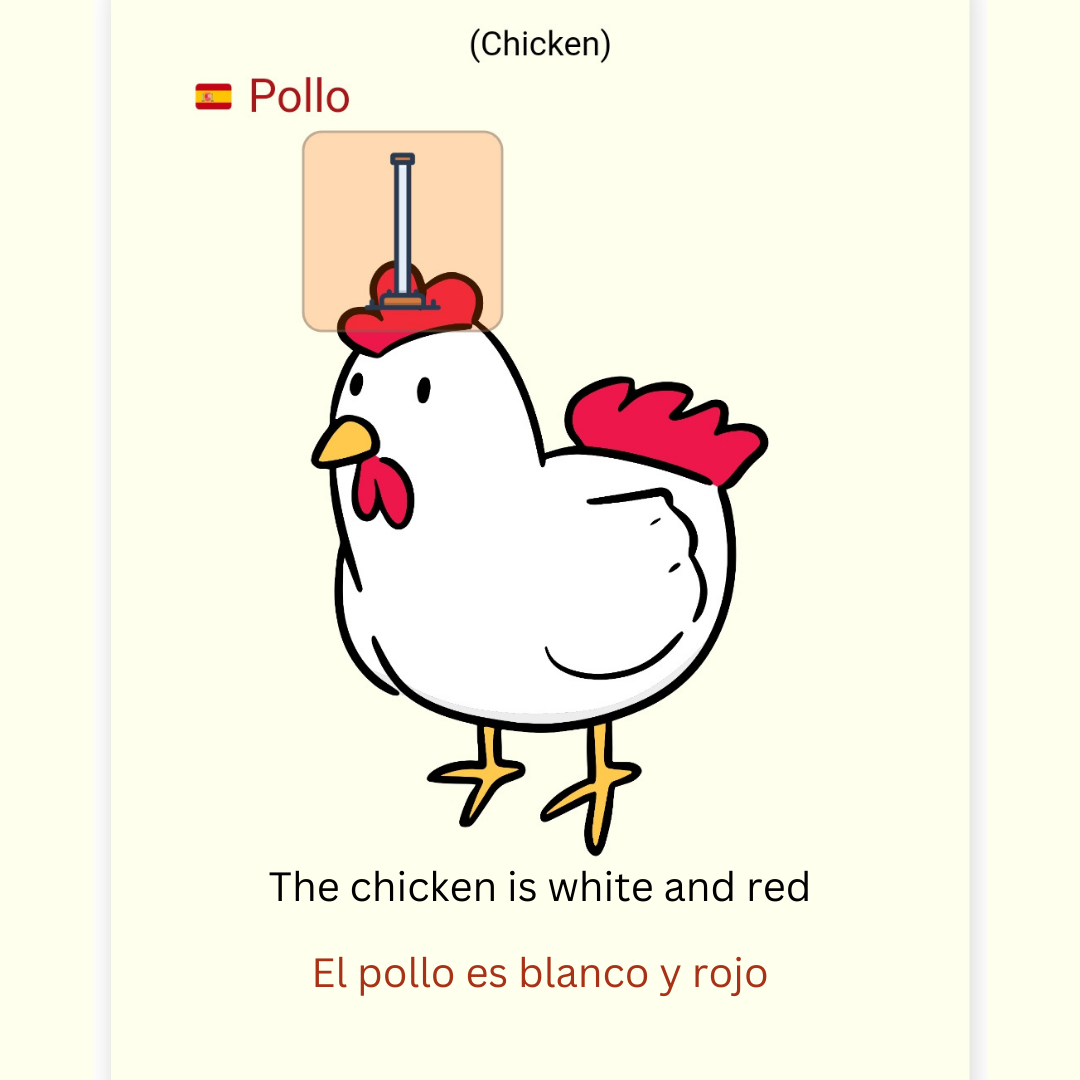 (Chicken)
Pollo
The chicken is white and red
El pollo es blanco y rojo